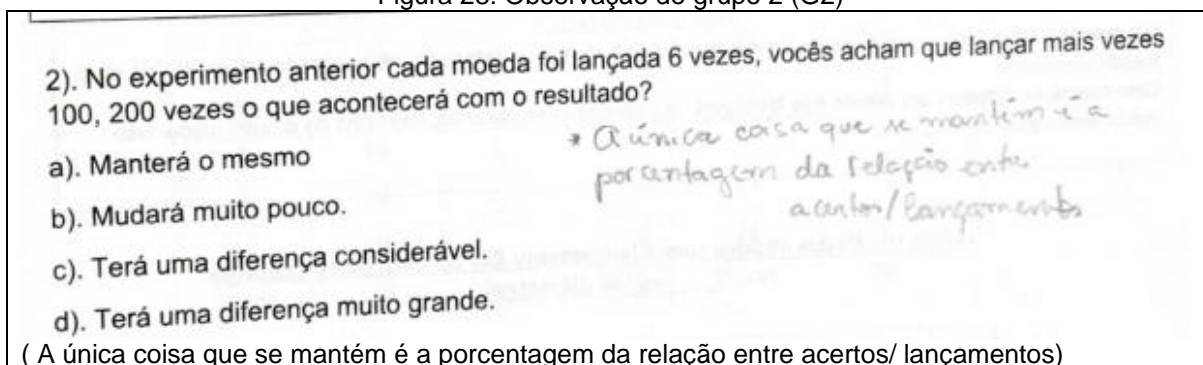 Figura 28: Observação do grupo 2 (G2)
2). No experimento anterior cada moeda foi lançada 6 vezes, vocês acham que lançar mais vezes
100, 200 vezes o que acontecerá com o resultado?
a). Manterá o mesmo
* A única coisa que se mantém é a
porcentagem da relação entre
acertos/lançamentos
b). Mudará muito pouco.
c). Terá uma diferença considerável.
d). Terá uma diferença muito grande.
( A única coisa que se mantém é a porcentagem da relação entre acertos/ lançamentos)